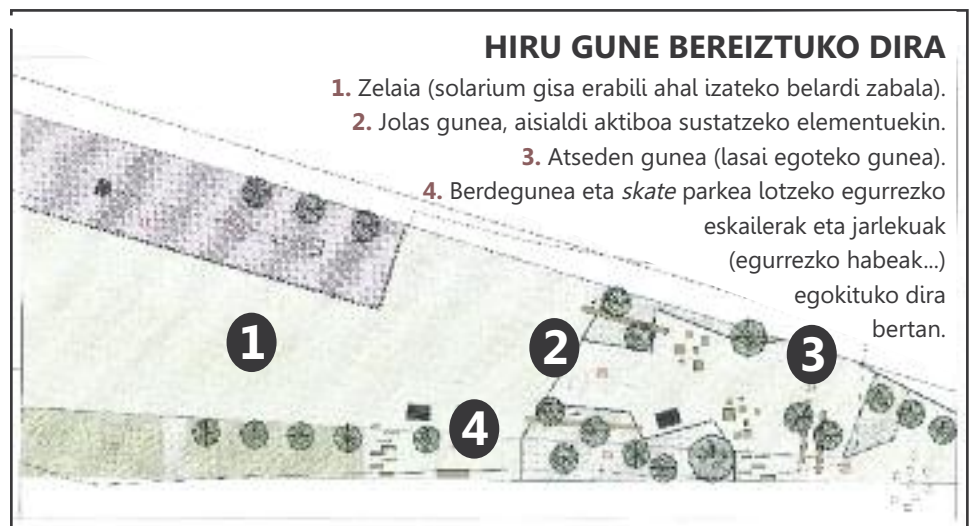 HIRU GUNE BEREIZTUKO DIRA
1. Zelaia (solarium gisa erabili ahal izateko belardi zabala).
2. Jolas gunea, aisialdi aktiboa sustatzeko elementuekin.
3. Atseden gunea (lasai egoteko gunea).
4. Berdegunea eta skate parkea lotzeko egurrezko
eskailerak eta jarlekuak
(egurrezko habeak...)
egokituko dira
bertan.
1
2
3
4